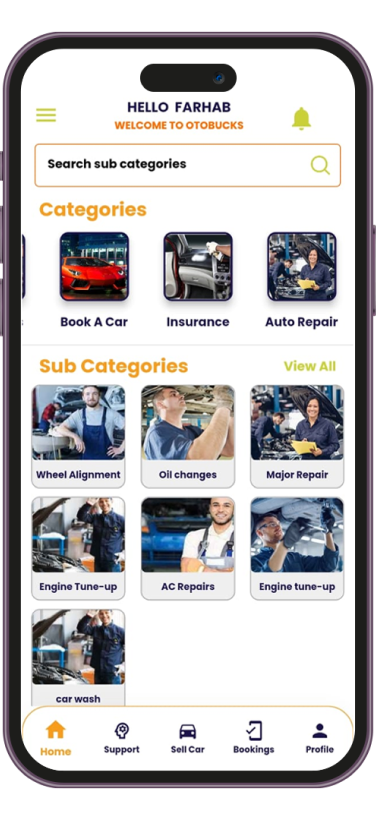 HELLO FARHAB
WELCOME TO OTOBUCKS
Search sub categories
Categories
Book A Car
Insurance
Auto Repair
Sub Categories
View All
Wheel Alignment
Oil changes
Major Repair
Engine Tune-up
AC Repairs
Engine tune-up
car wash
Home
Support
Sell Car
Bookings
Profile